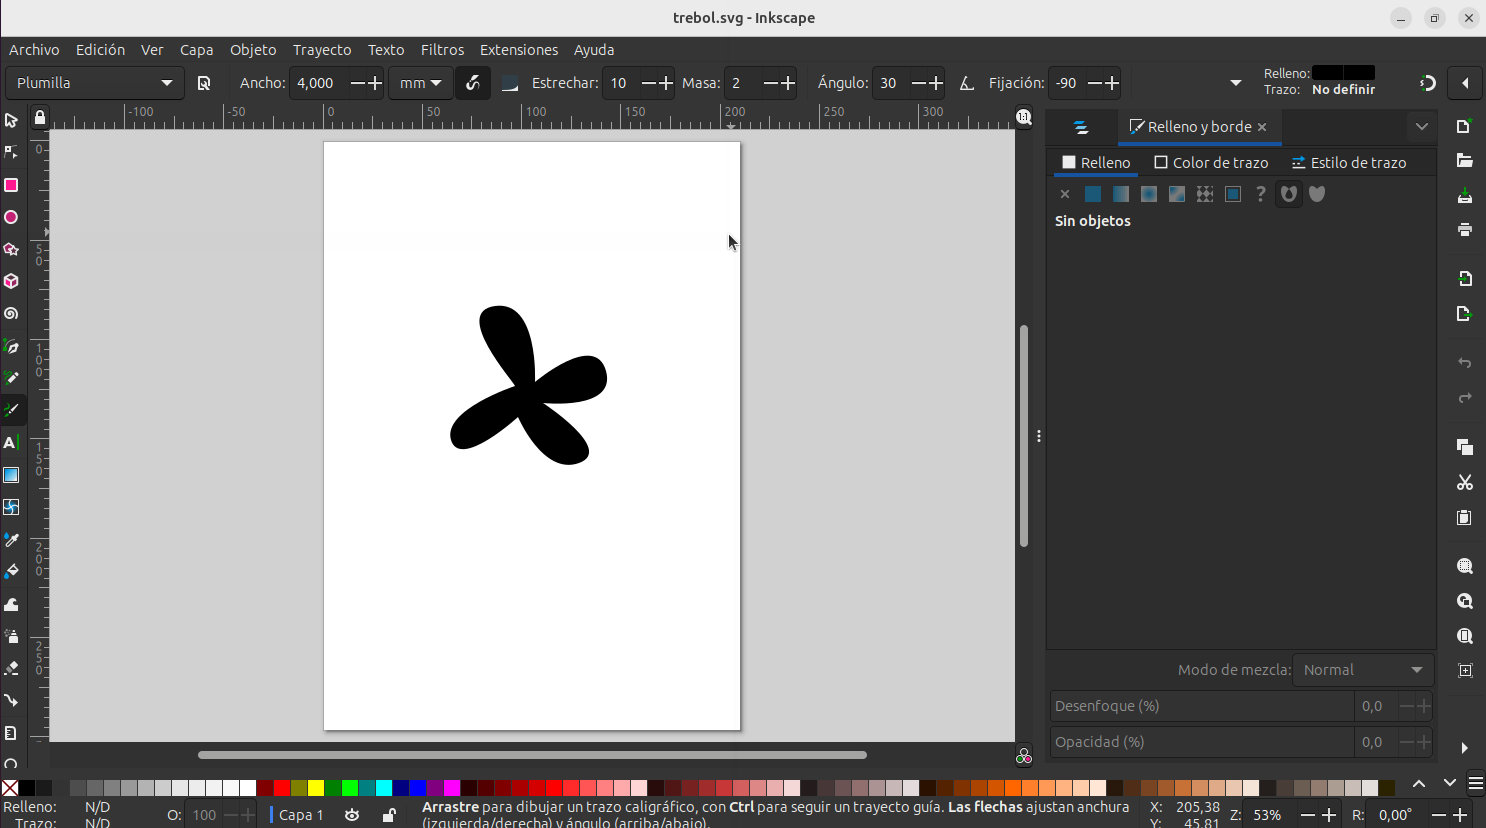 trebol.svg - Inkscape
Archivo Edición Ver Capa Objeto Trayecto Texto Filtros Extensiones Ayuda
Plumilla Ancho: 4,000 mm Estrechar: 10 Masa: 2 Ángulo: 30 Fijación: -90 Relleno:
Trazo: No definir
-100 -50 0 50 100 150 200 250 300
1:1
0
50
100
150
200
250
Relleno y borde
Relleno Color de trazo Estilo de trazo
Sin objetos
Modo de mezcla: Normal
Desenfoque (%) 0,0
Opacidad (%) 0,0
Relleno: N/D
Trazo: N/D
O: 100
Capa 1
Arrastre para dibujar un trazo caligráfico, con Ctrl para seguir un trayecto guía. Las flechas ajustan anchura
(izquierda/derecha) y ángulo (arriba/abajo).
X: 205,38
Y: 45,81
Z: 53%
R: 0,00°